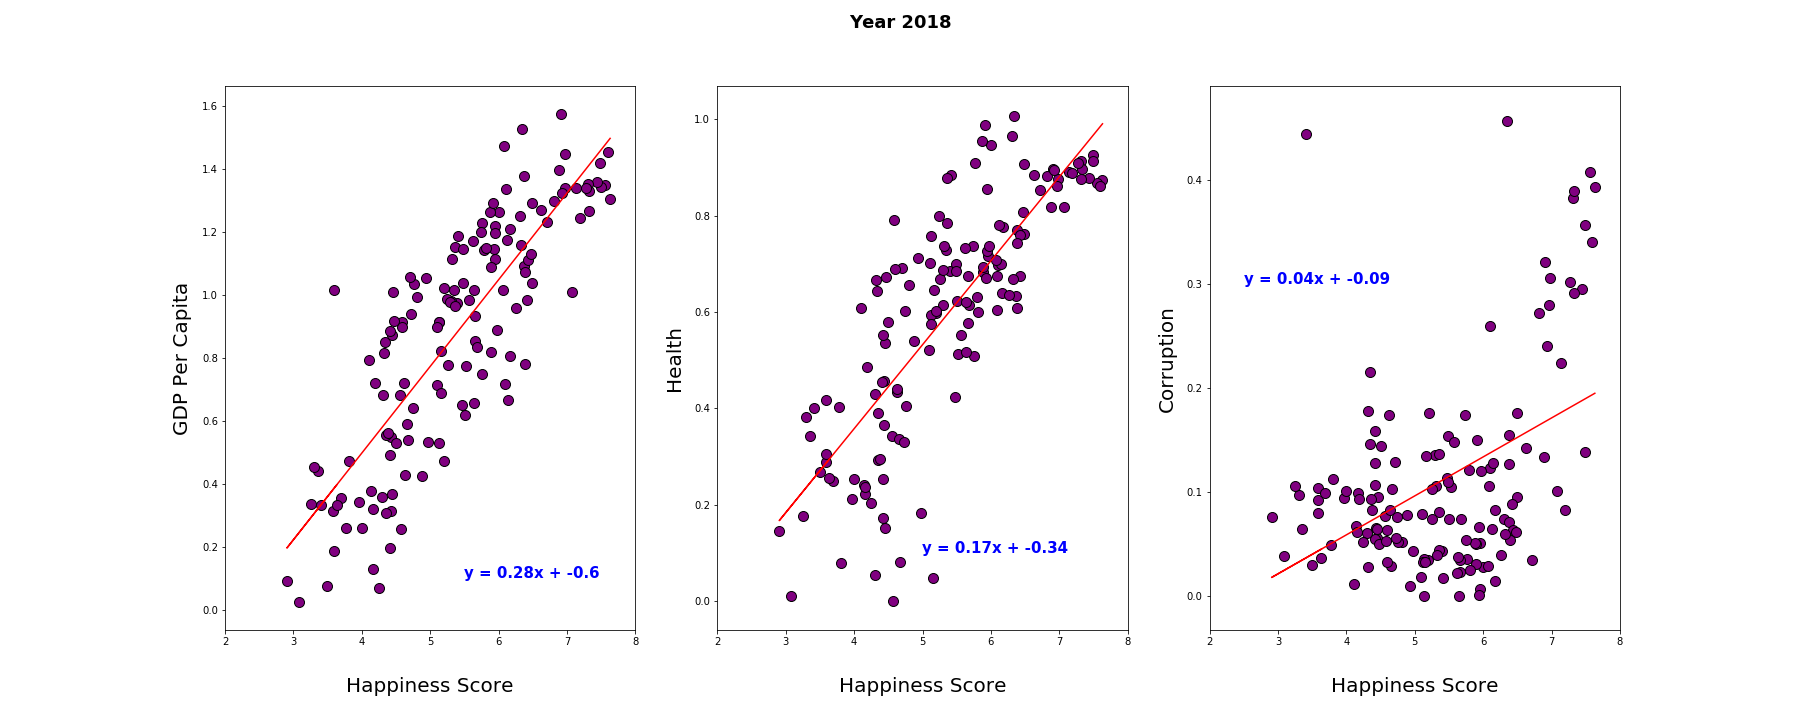 Year 2018
GDP Per Capita
1.6
1.4
1.2
1.0
0.8
0.6
0.4
0.2
0.0
y = 0.28x + -0.6
2 3 4 5 6 7 8
Happiness Score
Health
1.0
0.8
0.6
0.4
0.2
0.0
y = 0.17x + -0.34
2 3 4 5 6 7 8
Happiness Score
Corruption
0.4
0.3
0.2
0.1
0.0
y = 0.04x + -0.09
2 3 4 5 6 7 8
Happiness Score